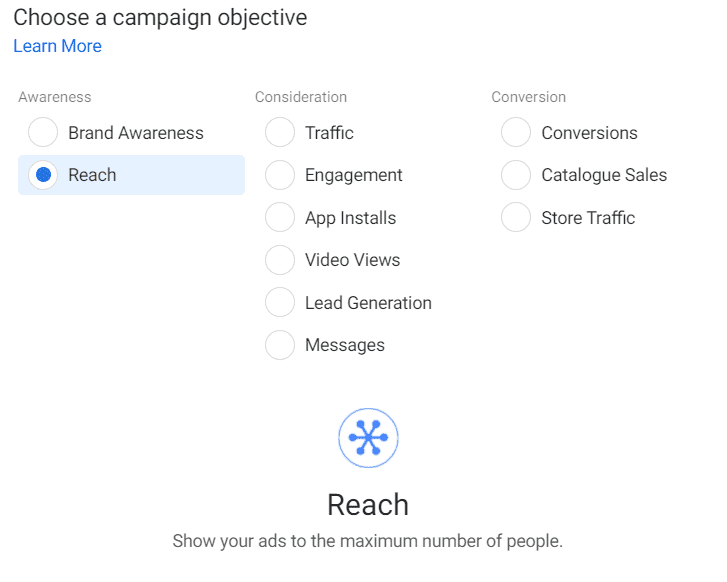 Choose a campaign objective
Learn More
Awareness
Brand Awareness
Reach
Consideration
Traffic
Engagement
App Installs
Video Views
Lead Generation
Messages
Conversion
Conversions
Catalogue Sales
Store Traffic
Reach
Show your ads to the maximum number of people.